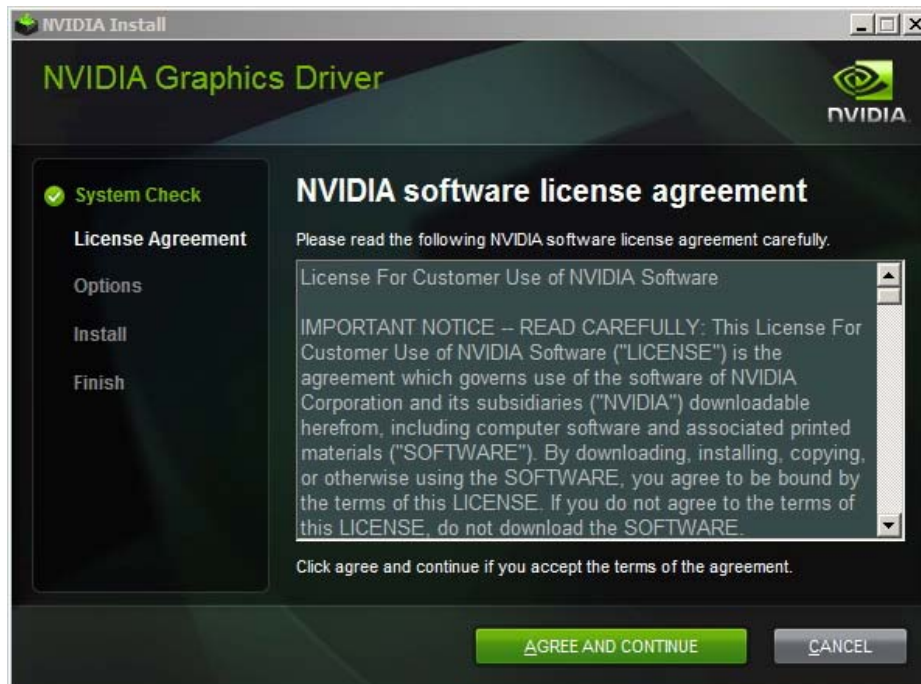 NVIDIA Install
NVIDIA Graphics Driver
NVIDIA
System Check
License Agreement
Options
Install
Finish
NVIDIA software license agreement
Please read the following NVIDIA software license agreement carefully.
License For Customer Use of NVIDIA Software
IMPORTANT NOTICE -- READ CAREFULLY: This License For
Customer Use of NVIDIA Software ("LICENSE") is the
agreement which governs use of the software of NVIDIA
Corporation and its subsidiaries ("NVIDIA") downloadable
herefrom, including computer software and associated printed
materials ("SOFTWARE"). By downloading, installing, copying,
or otherwise using the SOFTWARE, you agree to be bound by
the terms of this LICENSE. If you do not agree to the terms of
this LICENSE, do not download the SOFTWARE.
Click agree and continue if you accept the terms of the agreement.
AGREE AND CONTINUE
CANCEL